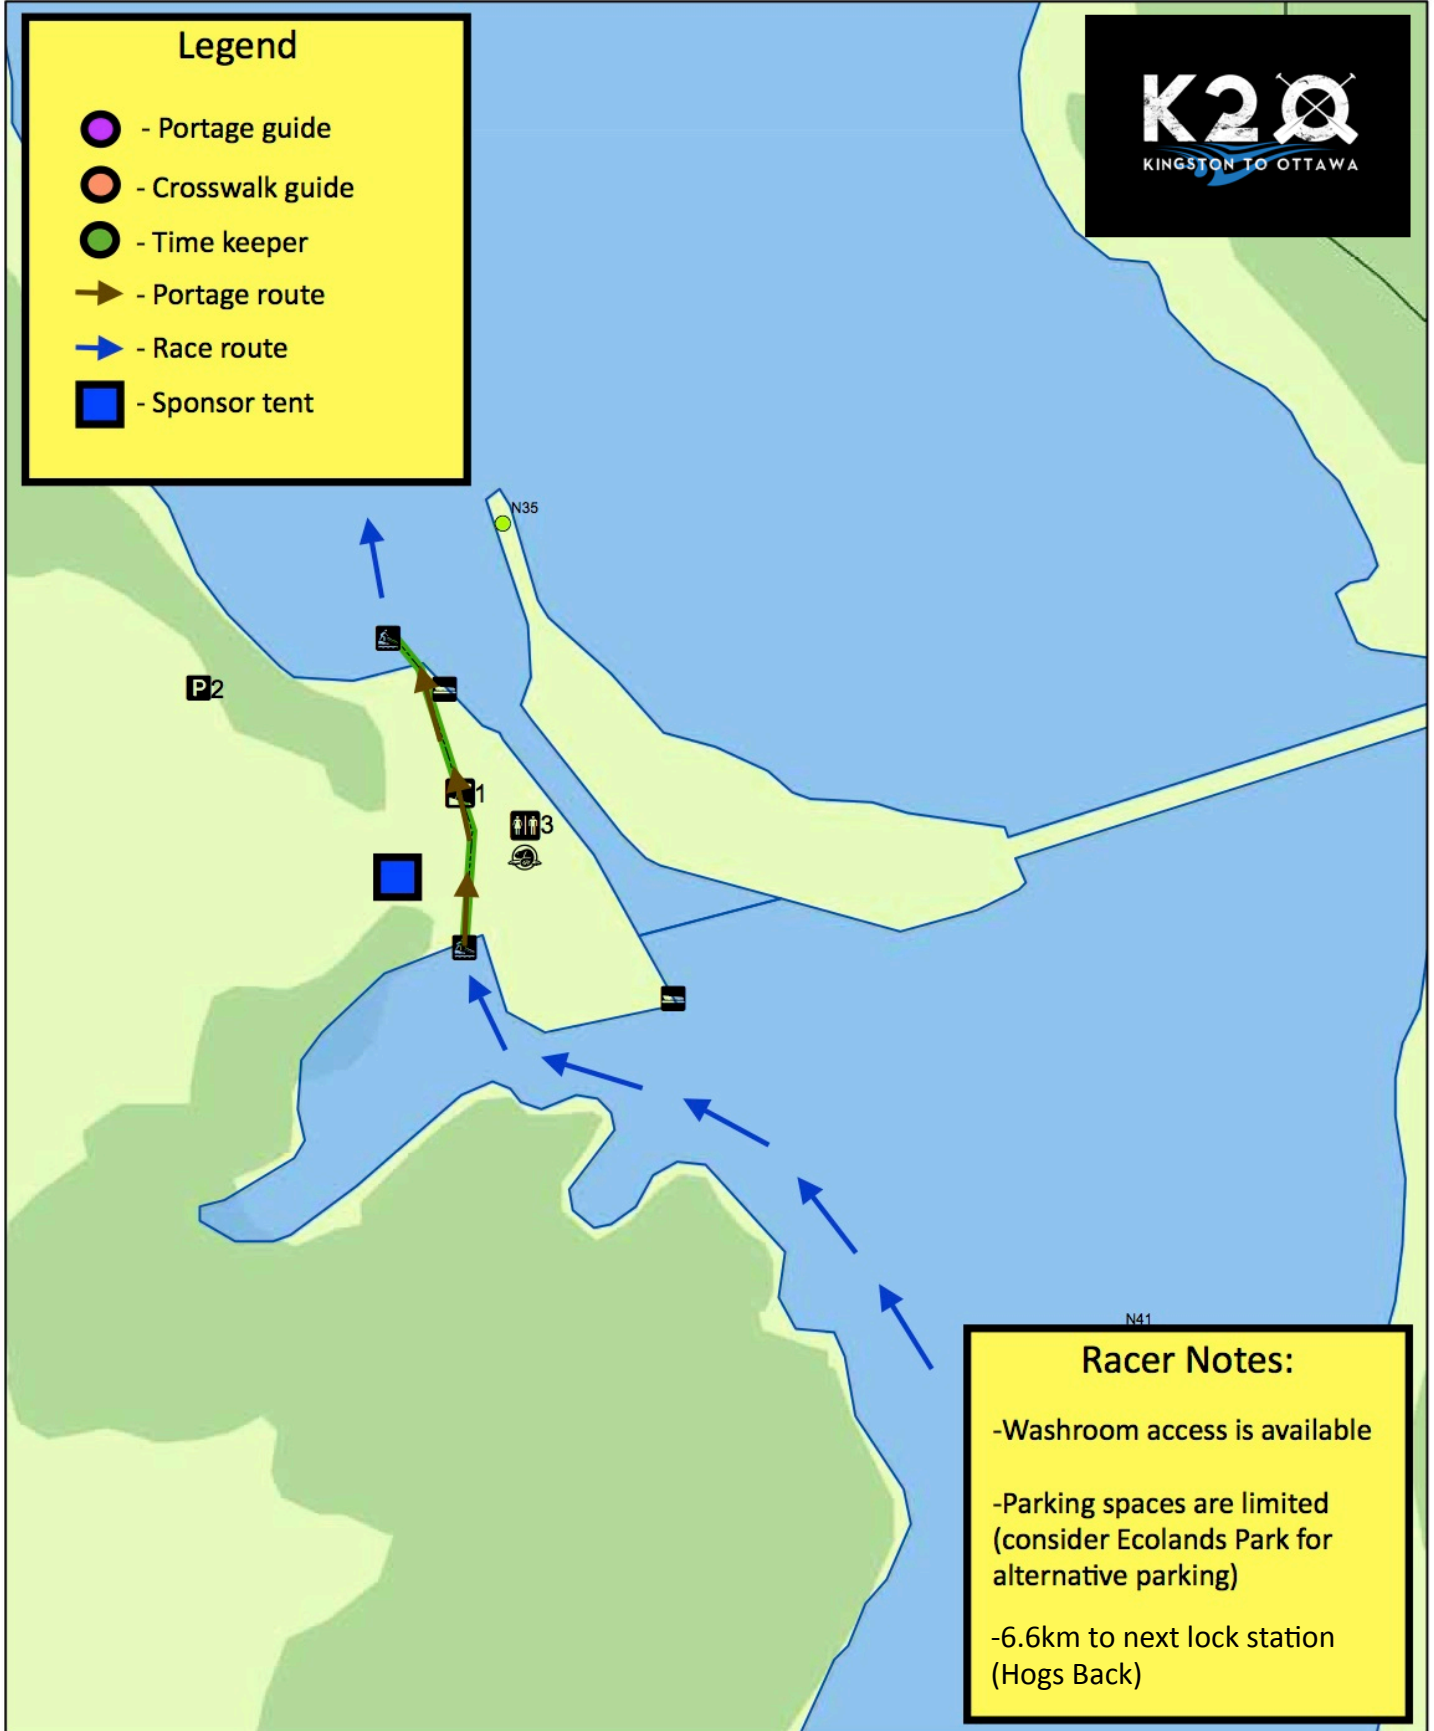 Legend
- Portage guide
- Crosswalk guide
- Time keeper
- Portage route
- Race route
- Sponsor tent
K2O
KINGSTON TO OTTAWA
N35
P2
1
3
N41
Racer Notes:
-Washroom access is available
-Parking spaces are limited
(consider Ecolands Park for
alternative parking)
-6.6km to next lock station
(Hogs Back)